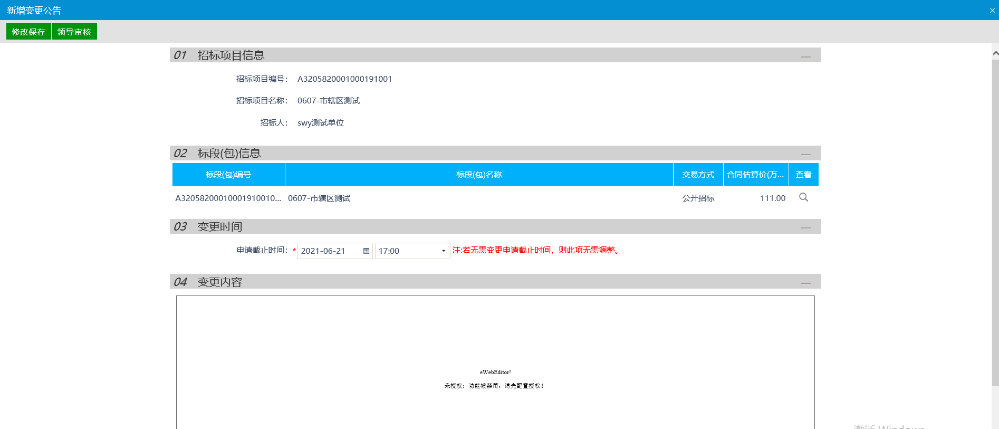 新增变更公告
修改保存 领导审核
01 招标项目信息
招标项目编号： A3205820001000191001
招标项目名称： 0607-市辖区测试
招标人： swy测试单位
02 标段(包)信息
标段(包)编号 标段(包)名称 交易方式 合同估算价(万... 查看
A32058200010001910010... 0607-市辖区测试 公开招标 111.00
03 变更时间
申请截止时间：* 2021-06-21 17:00 注:若无需变更申请截止时间，则此项无需调整。
04 变更内容
eWebEditor!
未授权：功能被禁用，请先配置授权！
激活 Windows